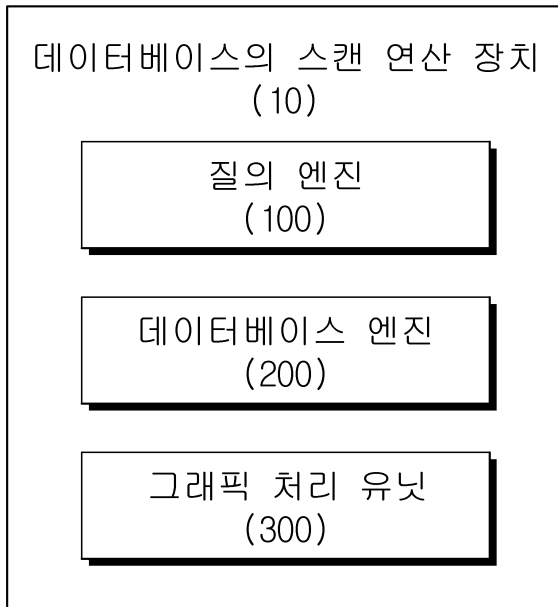 데이터베이스의 스캔 연산 장치
(10)
질의 엔진
(100)
데이터베이스 엔진
(200)
그래픽 처리 유닛
(300)